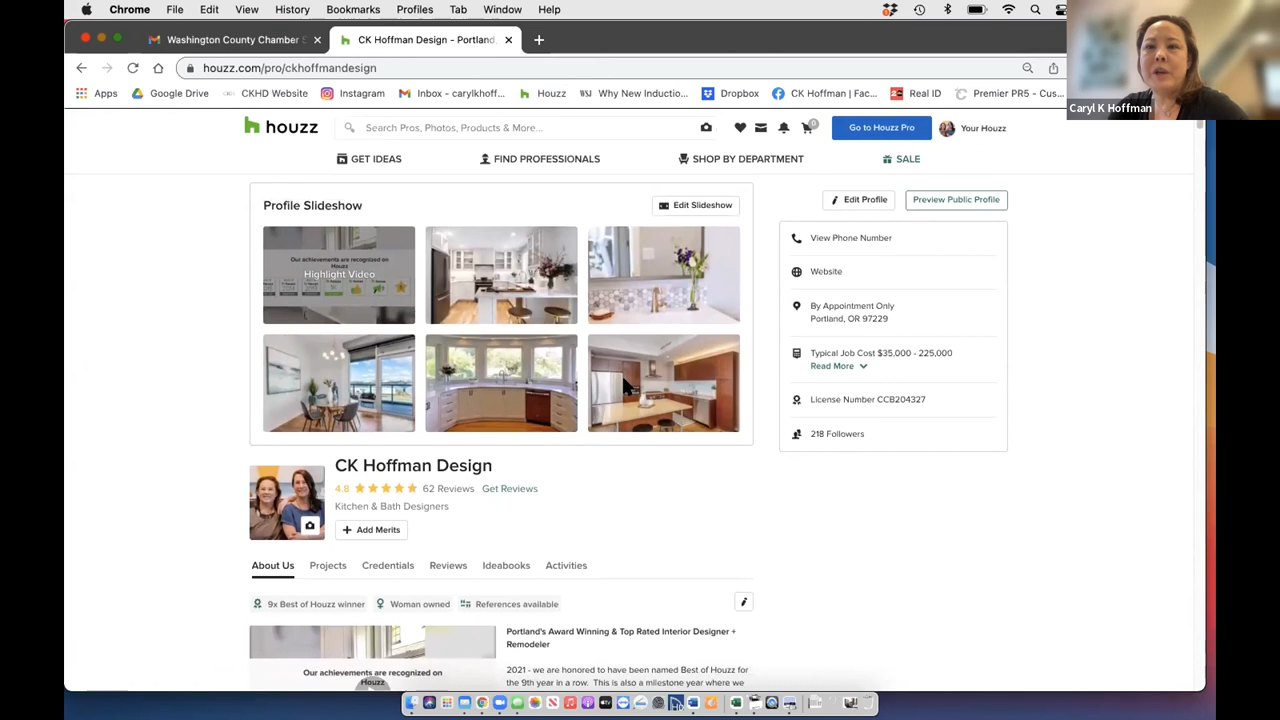 Chrome File Edit View History Bookmarks Profiles Tab Window Help
Washington County Chamber
CK Hoffman Design - Portland,
houzz.com/pro/ckhoffmandesign
Apps Google Drive CKHD Website Instagram Inbox - carylkhoff... Houzz WSJ Why New Inductio... Dropbox CK Hoffman | Fac... Real ID Premier PR5 - Cus...
Caryl K Hoffman
houzz
Search Pros, Photos, Products & More...
0
Go to Houzz Pro
Your Houzz
GET IDEAS FIND PROFESSIONALS SHOP BY DEPARTMENT SALE
Profile Slideshow
Edit Slideshow
Edit Profile
Preview Public Profile
Our achievements are recognized on
Houzz
Highlight Video
View Phone Number
Website
By Appointment Only
Portland, OR 97229
Typical Job Cost $35,000 - 225,000
Read More
License Number CCB204327
218 Followers
CK Hoffman Design
4.8 62 Reviews Get Reviews
Kitchen & Bath Designers
Add Merits
About Us Projects Credentials Reviews Ideabooks Activities
9x Best of Houzz winner Woman owned References available
Our achievements are recognized on
Houzz
Portland's Award Winning & Top Rated Interior Designer +
Remodeler
2021 - we are honored to have been named Best of Houzz for
the 9th year in a row. This is also a milestone year where we